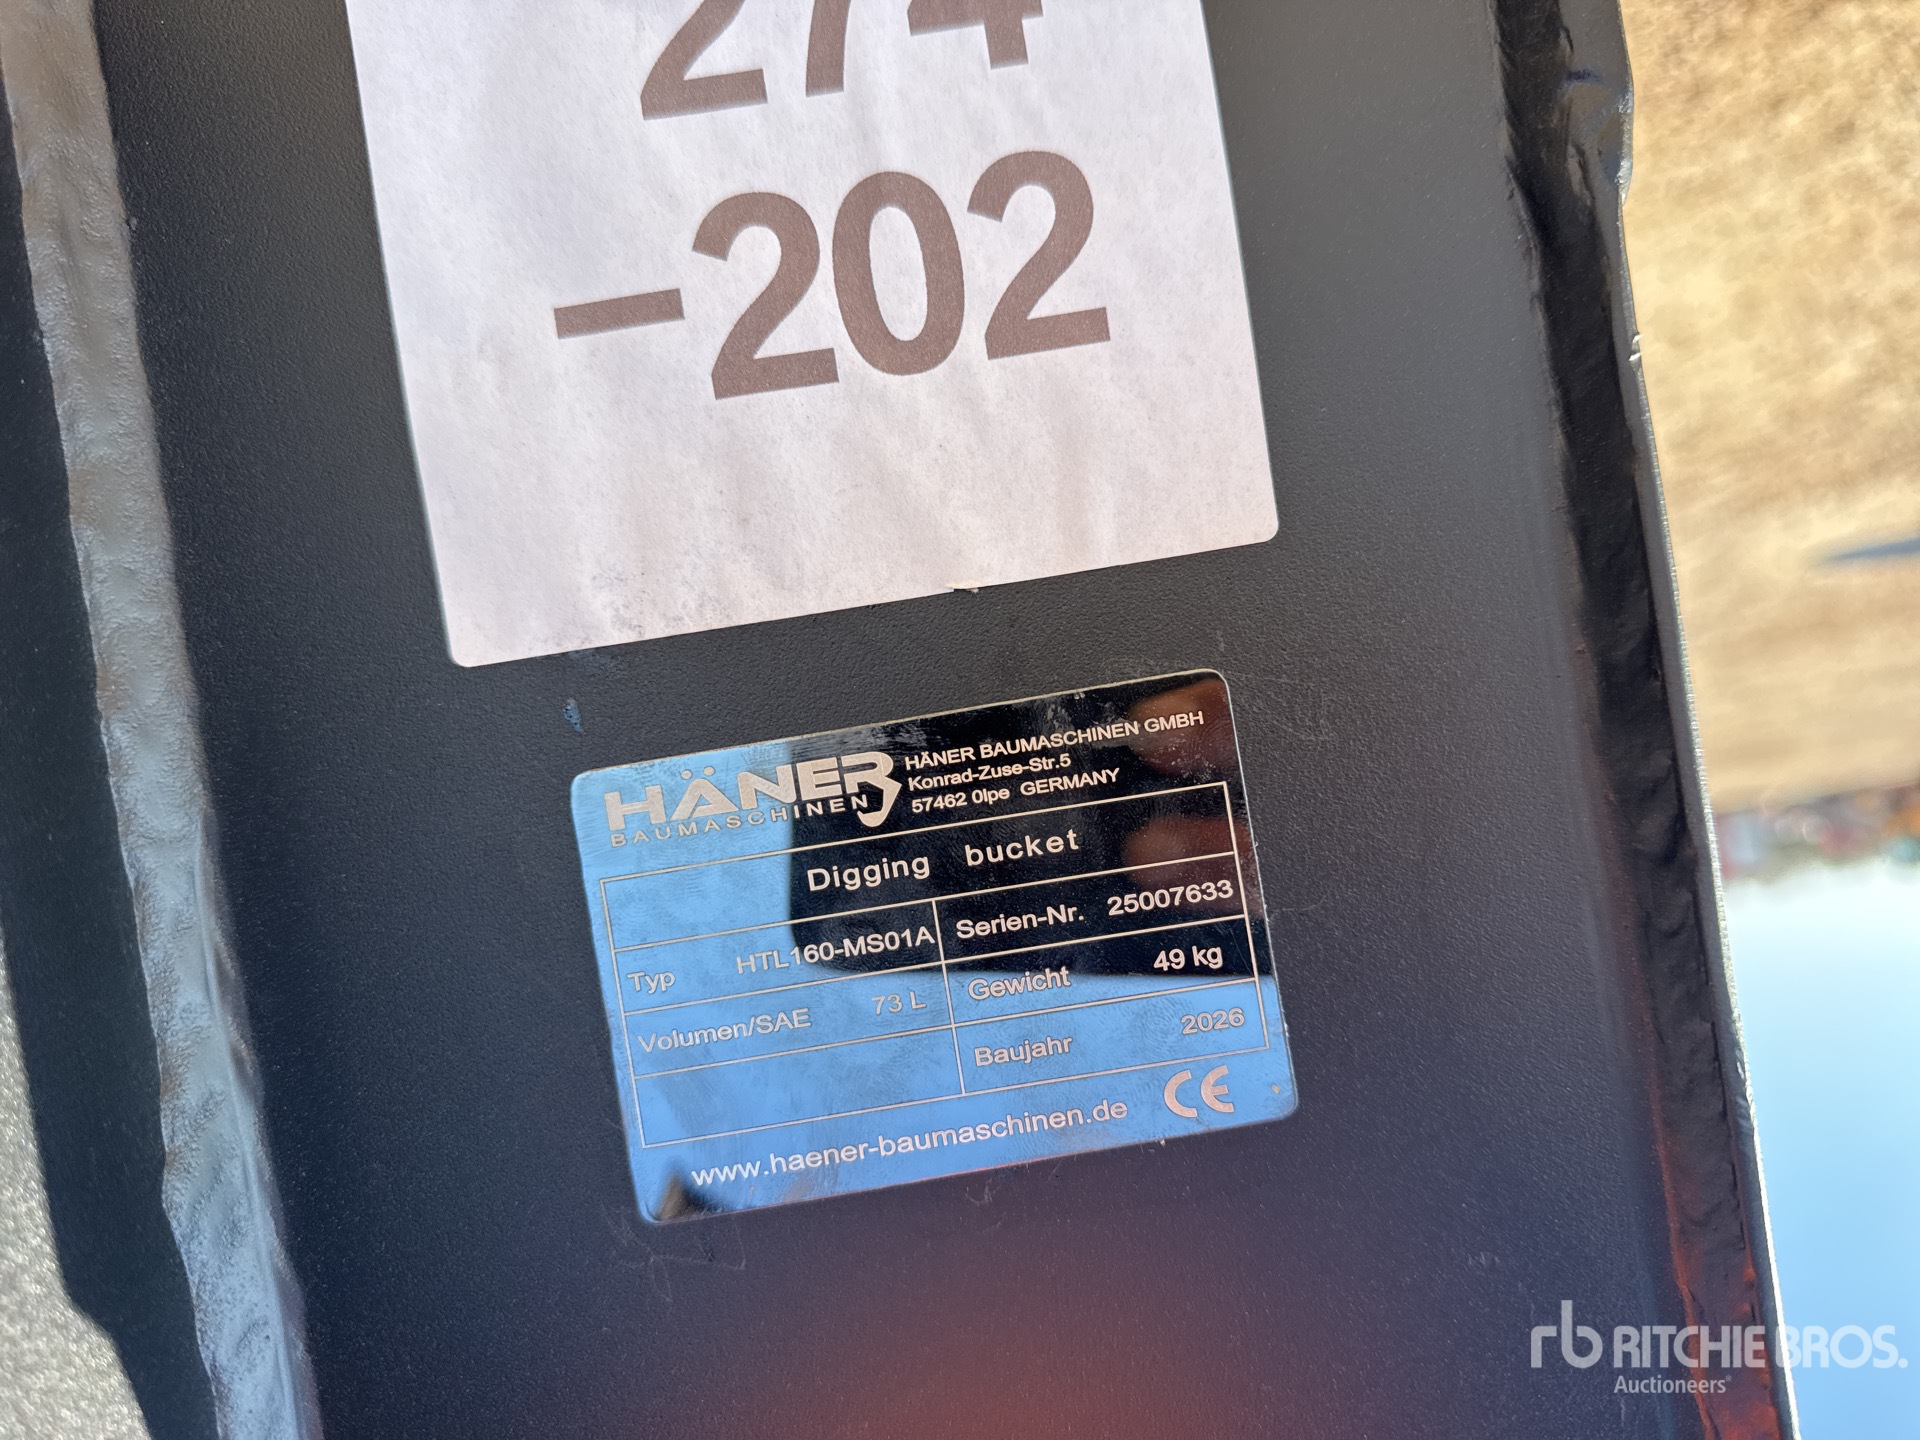 274
-202
HÄNER
BAUMASCHINEN
HÄNER BAUMASCHINEN GMBH
Konrad-Zuse-Str.5
57462 Olpe GERMANY
Digging bucket
Typ HTL160-MS01A Serien-Nr. 25007633
Volumen/SAE 73 L Gewicht 49 kg
Baujahr 2026
www.haener-baumaschinen.de CE
rb RITCHIE BROS.
Auctioneers